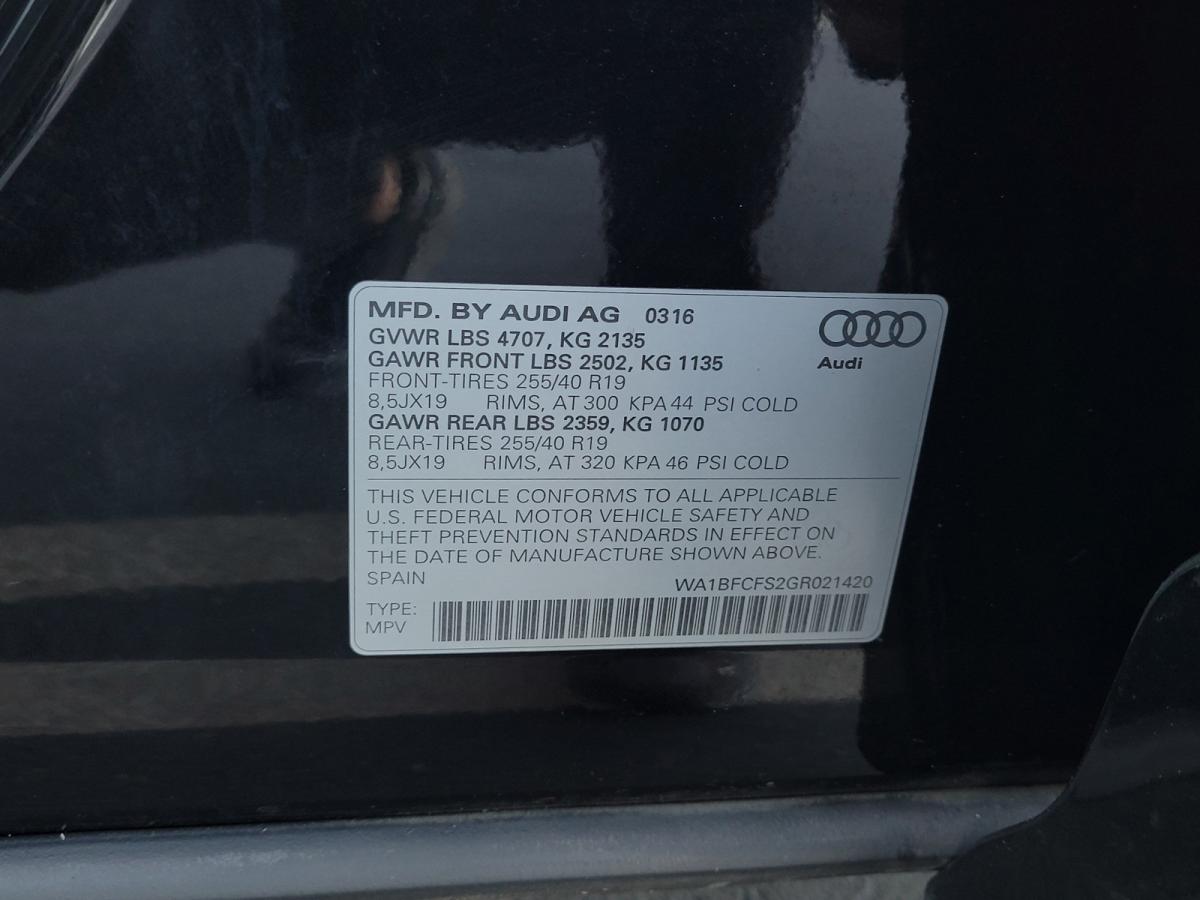 MFD. BY AUDI AG 0316
GVWR LBS 4707, KG 2135
GAWR FRONT LBS 2502, KG 1135
FRONT-TIRES 255/40 R19
8,5JX19 RIMS, AT 300 KPA 44 PSI COLD
GAWR REAR LBS 2359, KG 1070
REAR-TIRES 255/40 R19
8,5JX19 RIMS, AT 320 KPA 46 PSI COLD
Audi
THIS VEHICLE CONFORMS TO ALL APPLICABLE
U.S. FEDERAL MOTOR VEHICLE SAFETY AND
THEFT PREVENTION STANDARDS IN EFFECT ON
THE DATE OF MANUFACTURE SHOWN ABOVE.
SPAIN WA1BFCFS2GR021420
TYPE:
MPV